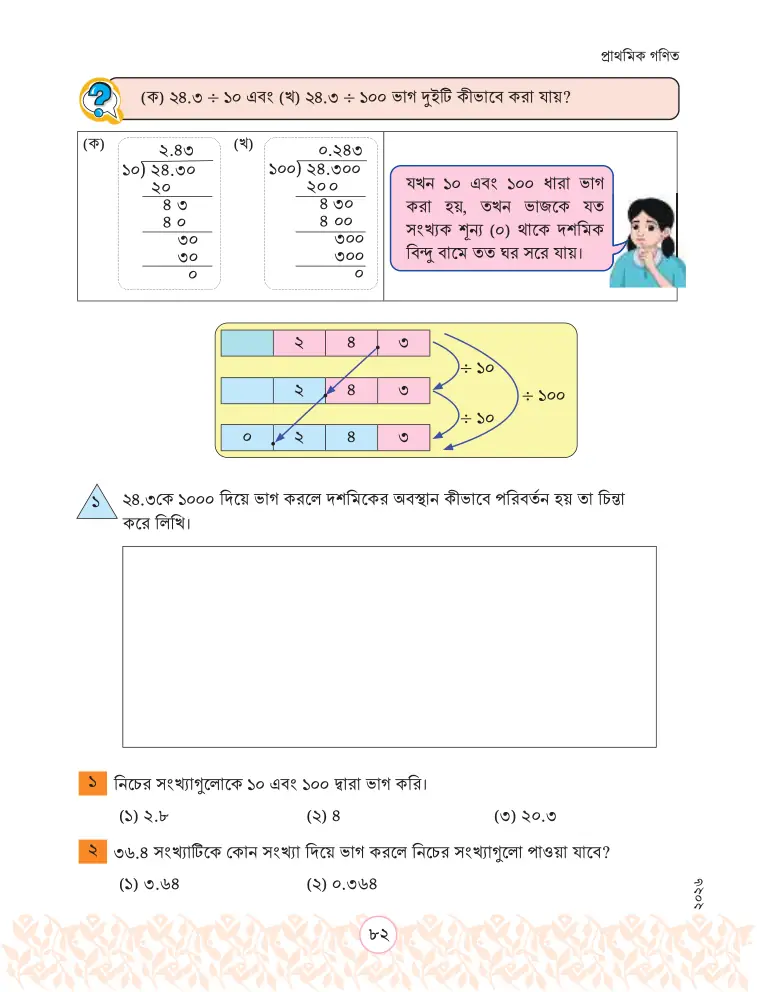 প্রাথমিক গণিত
(ক) ২৪.৩ ÷ ১০ এবং (খ) ২৪.৩ ÷ ১০০ ভাগ দুইটি কীভাবে করা যায়?
(ক)
২.৪৩
১০) ২৪.৩০
২০
৪ ৩
৪ ০
৩০
৩০
০
(খ)
০.২৪৩
১০০) ২৪.৩০০
২০ ০
৪ ৩০
৪ ০০
৩০০
৩০০
০
যখন ১০ এবং ১০০ ধারা ভাগ
করা হয়, তখন ভাজকে যত
সংখ্যক শূন্য (০) থাকে দশমিক
বিন্দু বামে তত ঘর সরে যায়।
২ ৪ ৩
÷ ১০
২ ৪ ৩
÷ ১০০
÷ ১০
০ ২ ৪ ৩
১ ২৪.৩কে ১০০০ দিয়ে ভাগ করলে দশমিকের অবস্থান কীভাবে পরিবর্তন হয় তা চিন্তা
করে লিখি।
১ নিচের সংখ্যাগুলোকে ১০ এবং ১০০ দ্বারা ভাগ করি।
(১) ২.৮ (২) ৪ (৩) ২০.৩
২ ৩৬.৪ সংখ্যাটিকে কোন সংখ্যা দিয়ে ভাগ করলে নিচের সংখ্যাগুলো পাওয়া যাবে?
(১) ৩.৬৪ (২) ০.৩৬৪
২০২৬
৮২